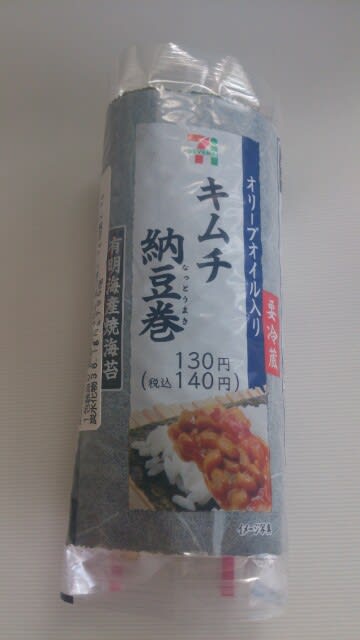 オリーブオイル入り
要冷蔵
キムチ
納豆巻
なっとうまき
130円
(税込140円)
有明海産焼海苔
イメージ写真